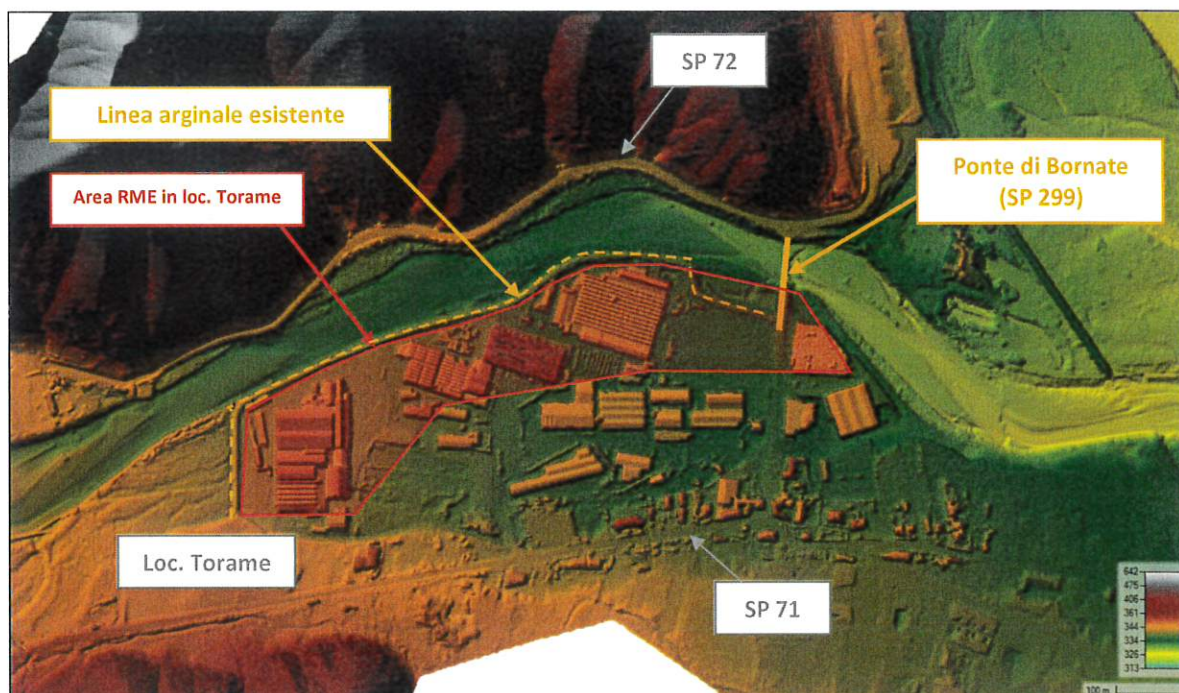 SP 72
Linea arginale esistente
Area RME in loc. Torame
Ponte di Bornate
(SP 299)
Loc. Torame
SP 71
642
475
406
361
344
334
326
313
100 m